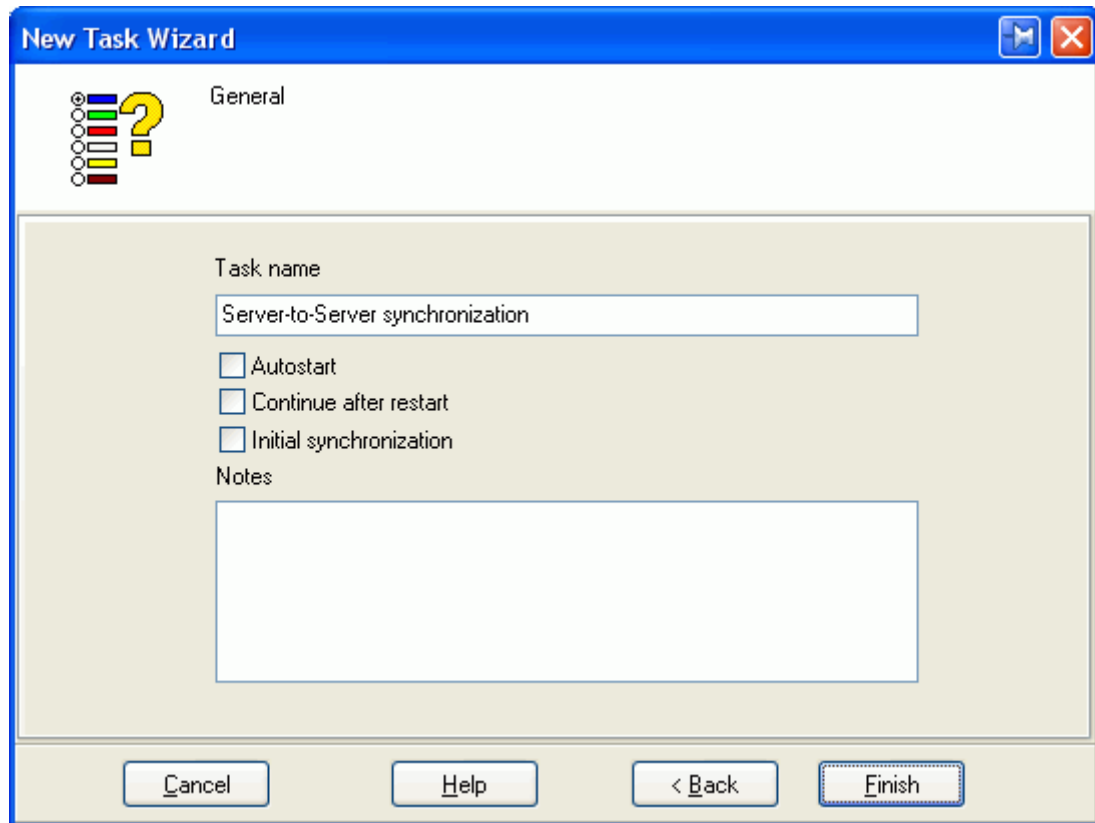 New Task Wizard
General
Task name
Server-to-Server synchronization
Autostart
Continue after restart
Initial synchronization
Notes
Cancel Help < Back Finish